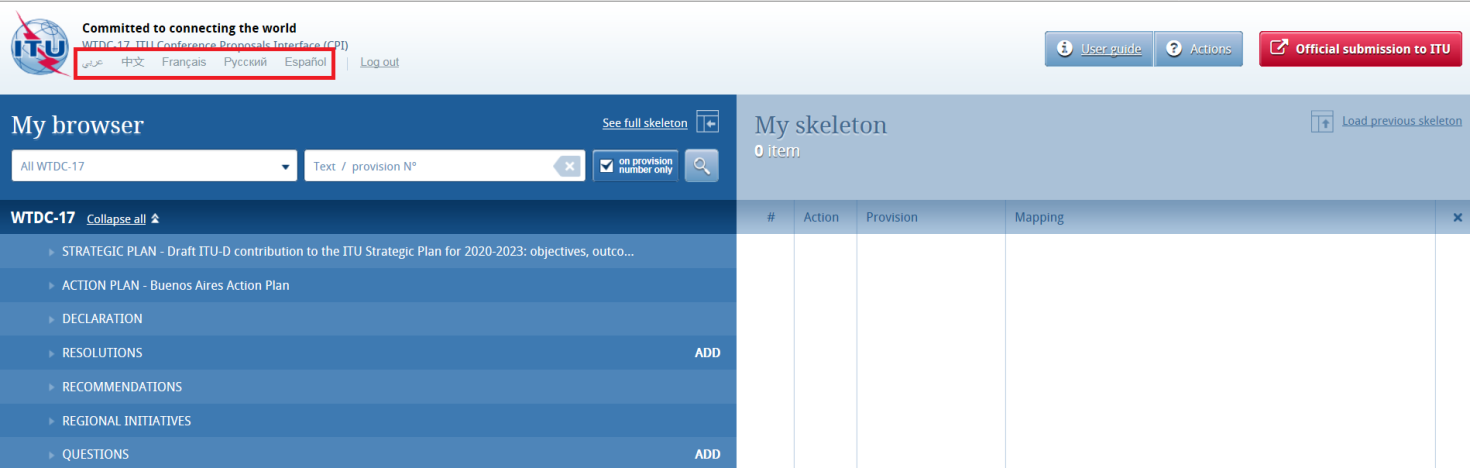 ITU
Committed to connecting the world
WTDC-17, ITU Conference Proposals Interface (CPI)
عربي 中文 Français Русский Español | Log out
User guide
Actions
Official submission to ITU
My browser
See full skeleton
All WTDC-17
Text / provision N°
on provision
number only
My skeleton
0 item
Load previous skeleton
WTDC-17 Collapse all
# Action Provision Mapping
STRATEGIC PLAN - Draft ITU-D contribution to the ITU Strategic Plan for 2020-2023: objectives, outco...
ACTION PLAN - Buenos Aires Action Plan
DECLARATION
RESOLUTIONS ADD
RECOMMENDATIONS
REGIONAL INITIATIVES
QUESTIONS ADD